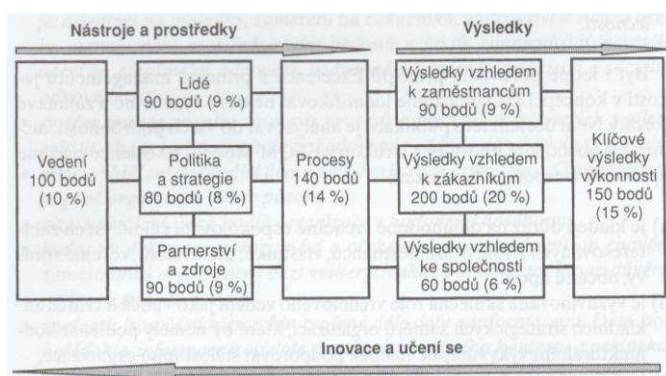 Nástroje a prostředky
Výsledky
Vedení
100 bodů
(10 %)
Lidé
90 bodů (9 %)
Politika
a strategie
80 bodů (8 %)
Partnerství
a zdroje
90 bodů (9 %)
Procesy
140 bodů
(14 %)
Výsledky vzhledem
k zaměstnancům
90 bodů (9 %)
Výsledky vzhledem
k zákazníkům
200 bodů (20 %)
Výsledky vzhledem
ke společnosti
60 bodů (6 %)
Klíčové
výsledky
výkonnosti
150 bodů
(15 %)
Inovace a učení se